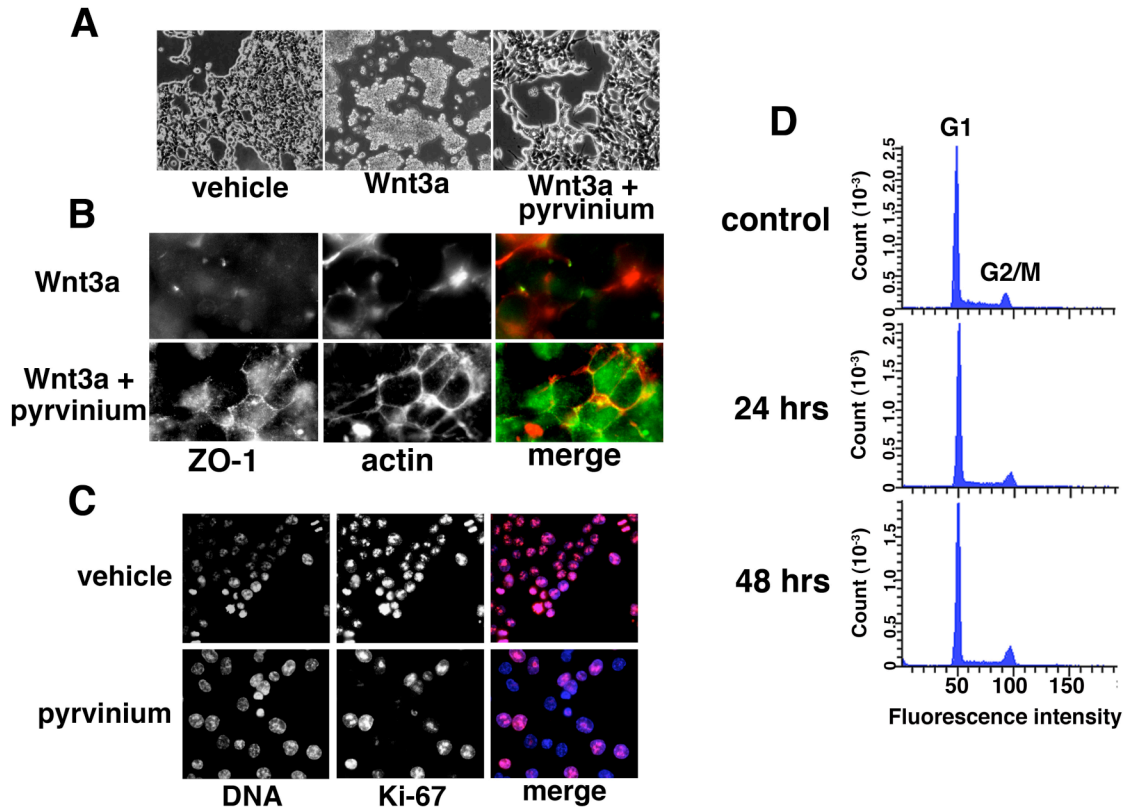 A
vehicle
Wnt3a
Wnt3a +
pyrvinium
B
Wnt3a
Wnt3a +
pyrvinium
ZO-1
actin
merge
C
vehicle
pyrvinium
DNA
Ki-67
merge
D
G1
G2/M
control
Count (10⁻³)
0
0.5
1.0
1.5
2.0
2.5
24 hrs
Count (10⁻³)
0
0.5
1.0
1.5
2.0
48 hrs
Count (10⁻³)
0
0.5
1.0
1.5
50
100
150
Fluorescence intensity